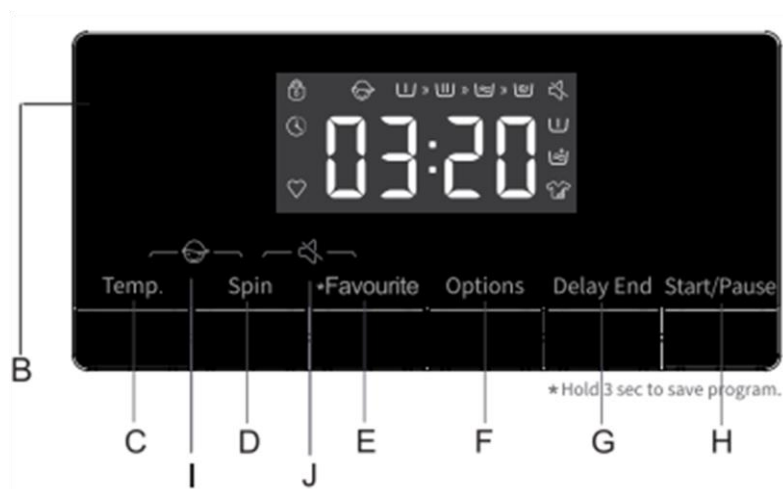 03:20
Temp. Spin *Favourite Options Delay End Start/Pause
B
*Hold 3 sec to save program.
C D E F G H
I J